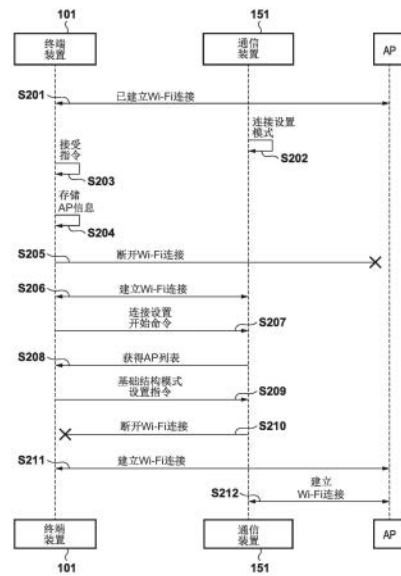 101
151
终端
装置
通信
装置
AP
S201
已建立Wi-Fi连接
连接设置
模式
S202
接受
指令
S203
存储
AP信息
S204
S205
断开Wi-Fi连接
S206
建立Wi-Fi连接
连接设置
开始命令
S207
S208
获得AP列表
基础结构模式
设置指令
S209
断开Wi-Fi连接
S210
S211
建立Wi-Fi连接
建立
Wi-Fi连接
S212
终端
装置
通信
装置
AP
101
151